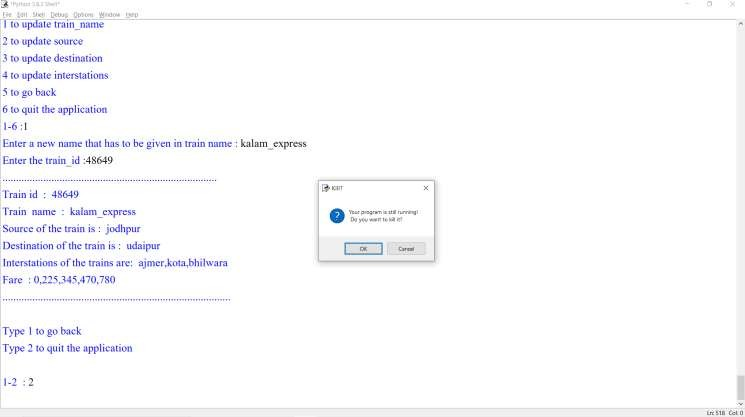 *Python 3.8.3 Shell*
File Edit Shell Debug Options Window Help
1 to update train_name
2 to update source
3 to update destination
4 to update interstations
5 to go back
6 to quit the application
1-6 :1
Enter a new name that has to be given in train name : kalam_express
Enter the train_id :48649
Train id : 48649
Train name : kalam_express
Source of the train is : jodhpur
Destination of the train is : udaipur
Interstations of the trains are: ajmer,kota,bhilwara
Fare : 0,225,345,470,780
Type 1 to go back
Type 2 to quit the application
1-2 : 2
Kill?
Your program is still running!
Do you want to kill it?
OK Cancel
Ln: 518 Col: 0